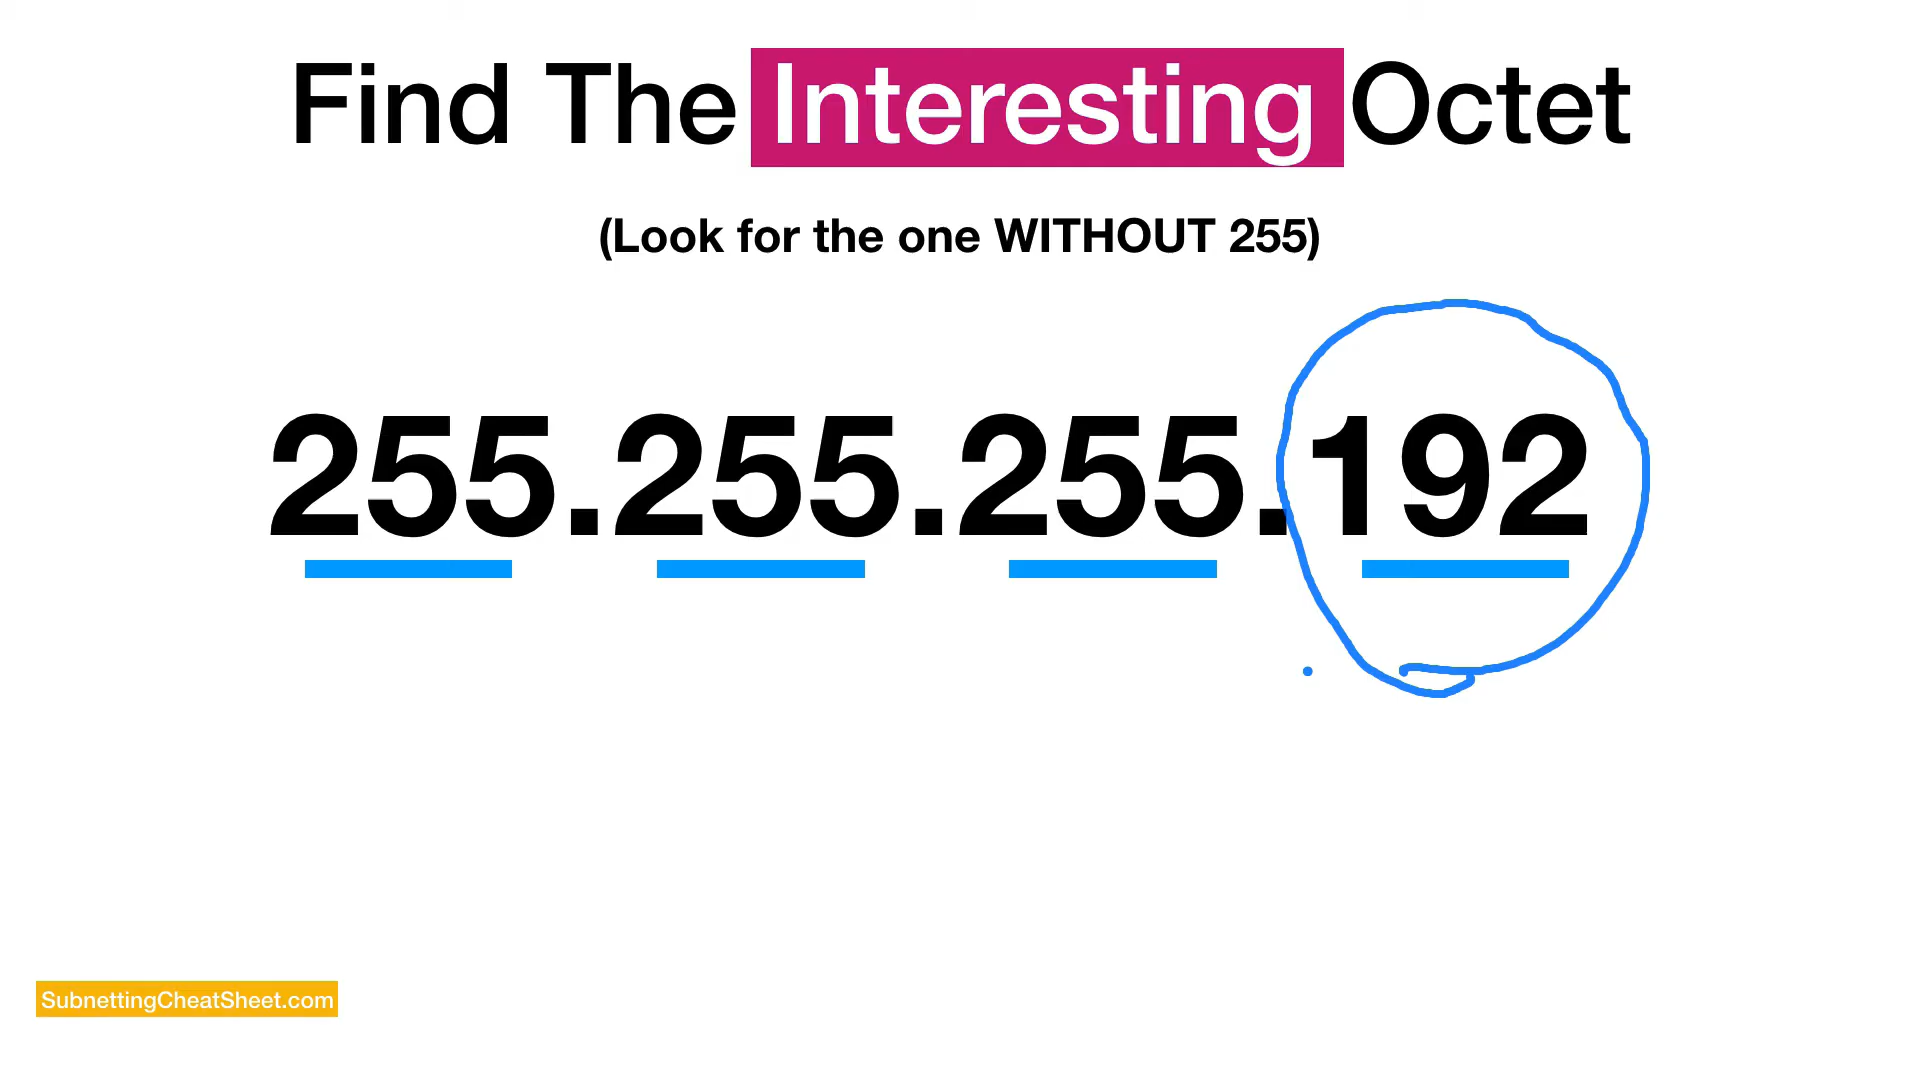 Find The Interesting Octet
(Look for the one WITHOUT 255)
255.255.255.192
SubnettingCheatSheet.com